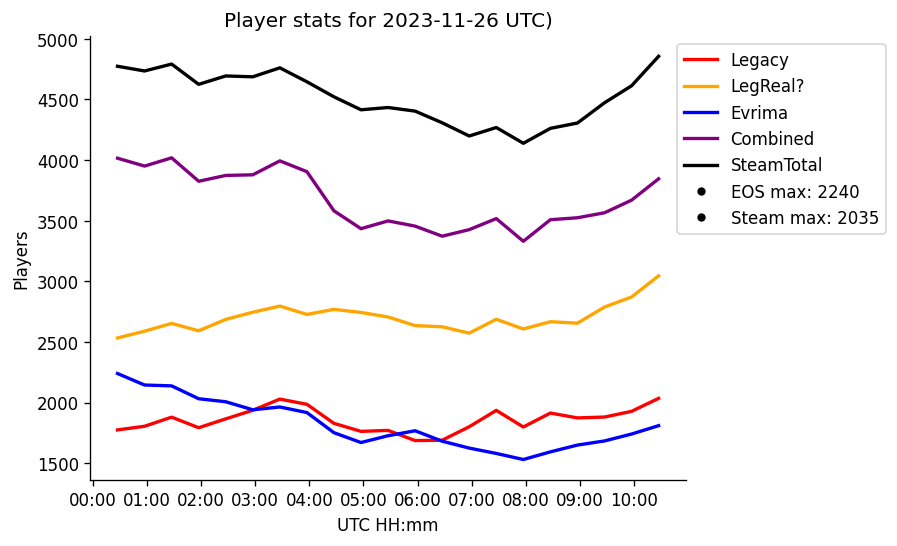 Player stats for 2023-11-26 UTC)
5000
4500
4000
3500
3000
2500
2000
1500
Players
00:00 01:00 02:00 03:00 04:00 05:00 06:00 07:00 08:00 09:00 10:00
UTC HH:mm
Legacy
LegReal?
Evrima
Combined
SteamTotal
EOS max: 2240
Steam max: 2035